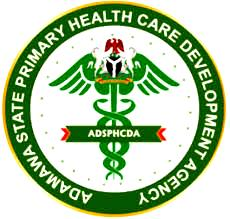 ADAMAWA STATE PRIMARY HEALTH CARE DEVELOPMENT AGENCY
ADSPHCDA